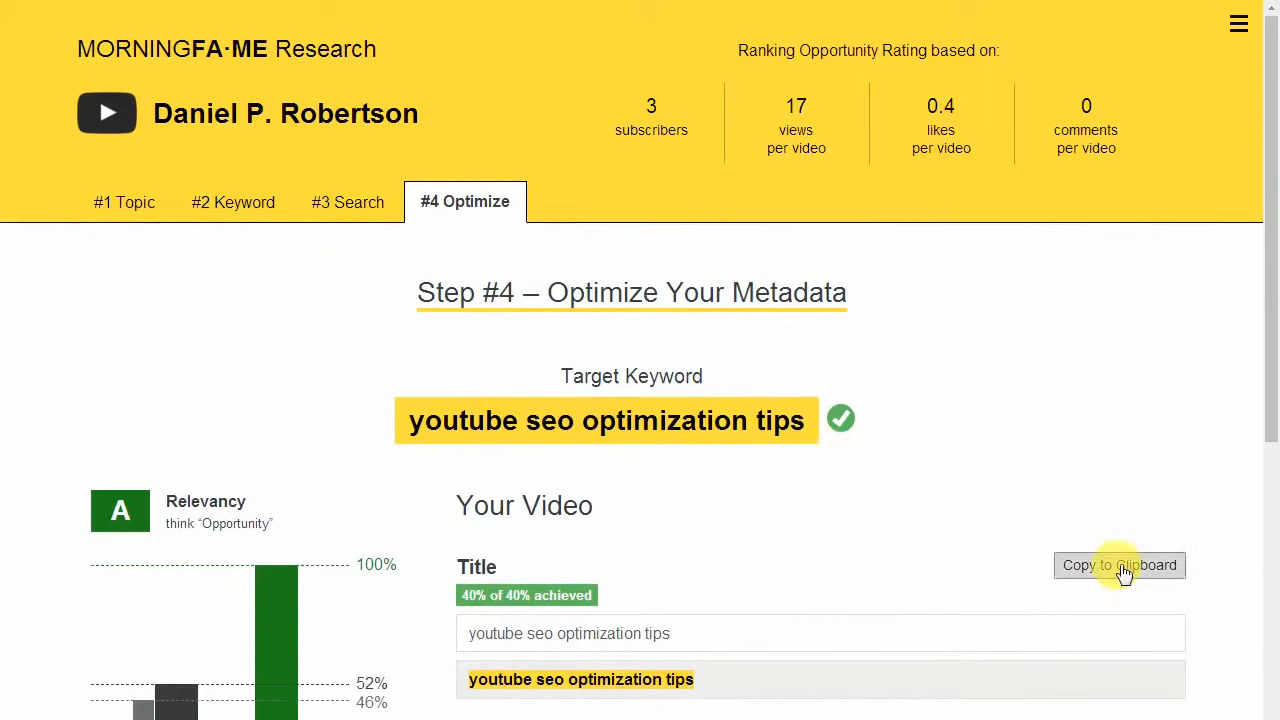 MORNINGFA·ME Research
Ranking Opportunity Rating based on:
Daniel P. Robertson
3
subscribers
17
views
per video
0.4
likes
per video
0
comments
per video
#1 Topic
#2 Keyword
#3 Search
#4 Optimize
Step #4 – Optimize Your Metadata
Target Keyword
youtube seo optimization tips
A
Relevancy
think “Opportunity”
100%
52%
46%
Your Video
Title
Copy to Clipboard
40% of 40% achieved
youtube seo optimization tips
youtube seo optimization tips